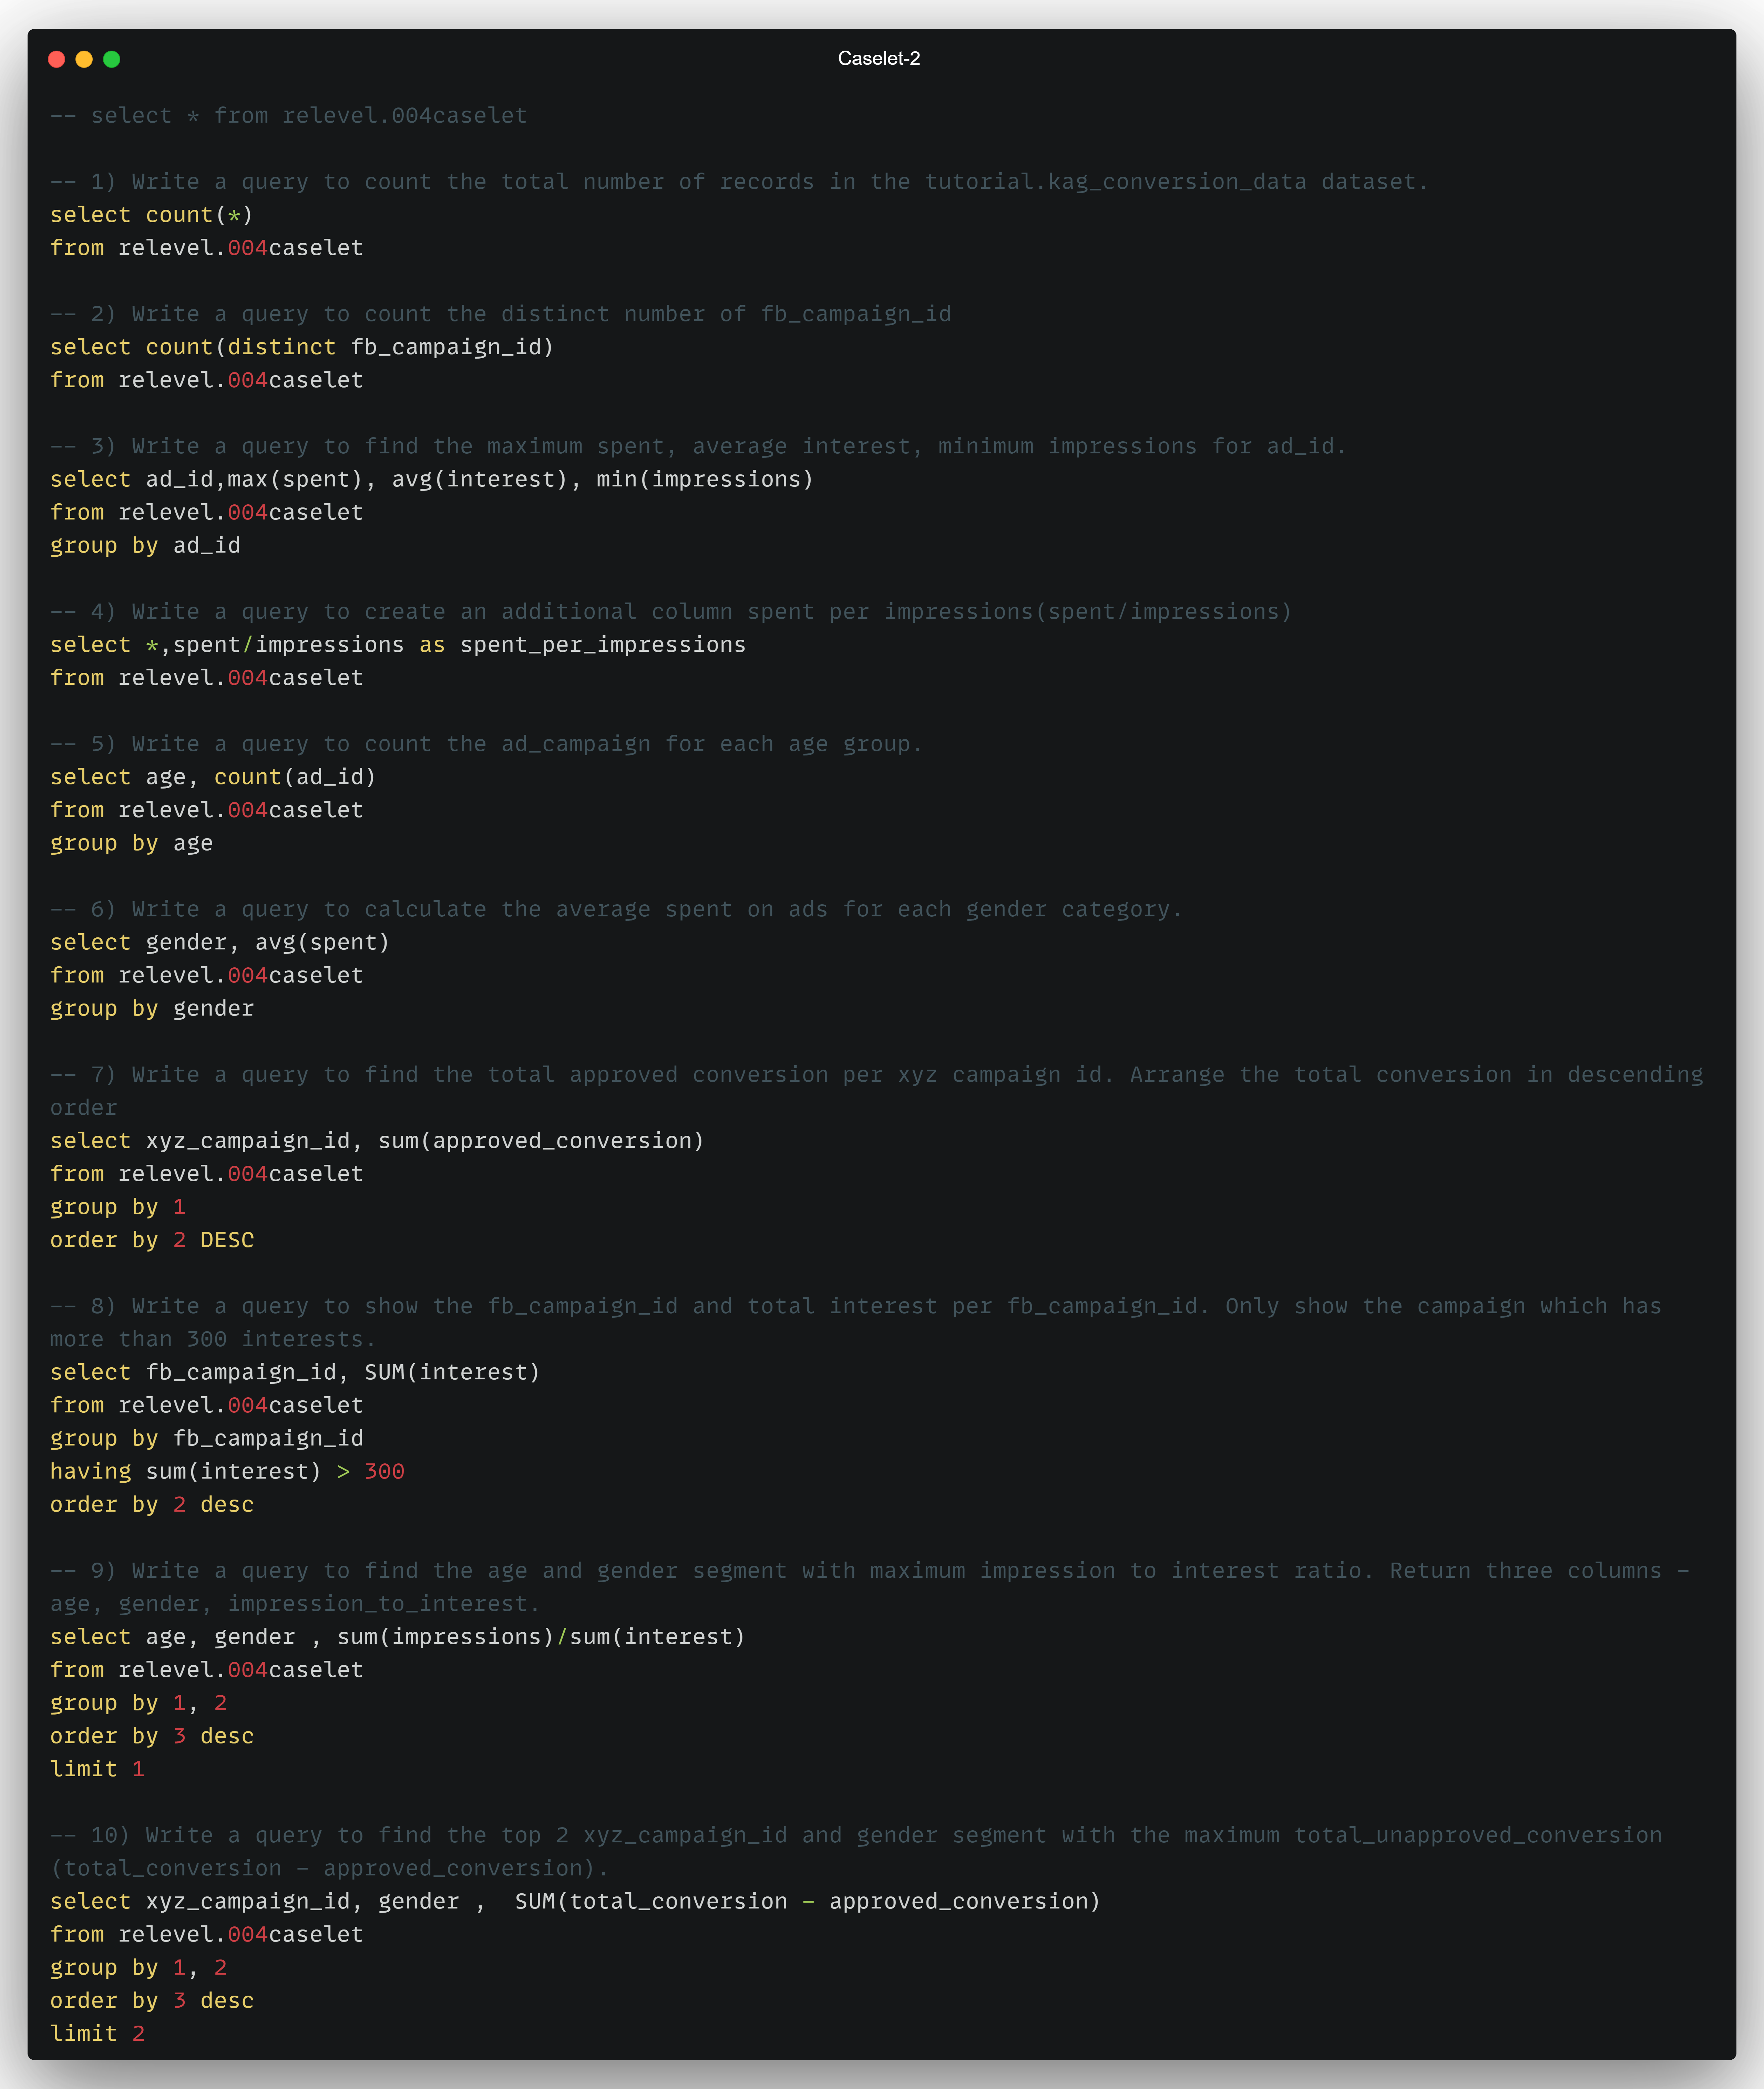 Caselet-2
-- select * from relevel.004caselet
-- 1) Write a query to count the total number of records in the tutorial.kag_conversion_data dataset.
select count(*)
from relevel.004caselet
-- 2) Write a query to count the distinct number of fb_campaign_id
select count(distinct fb_campaign_id)
from relevel.004caselet
-- 3) Write a query to find the maximum spent, average interest, minimum impressions for ad_id.
select ad_id,max(spent), avg(interest), min(impressions)
from relevel.004caselet
group by ad_id
-- 4) Write a query to create an additional column spent per impressions(spent/impressions)
select *,spent/impressions as spent_per_impressions
from relevel.004caselet
-- 5) Write a query to count the ad_campaign for each age group.
select age, count(ad_id)
from relevel.004caselet
group by age
-- 6) Write a query to calculate the average spent on ads for each gender category.
select gender, avg(spent)
from relevel.004caselet
group by gender
-- 7) Write a query to find the total approved conversion per xyz campaign id. Arrange the total conversion in descending
order
select xyz_campaign_id, sum(approved_conversion)
from relevel.004caselet
group by 1
order by 2 DESC
-- 8) Write a query to show the fb_campaign_id and total interest per fb_campaign_id. Only show the campaign which has
more than 300 interests.
select fb_campaign_id, SUM(interest)
from relevel.004caselet
group by fb_campaign_id
having sum(interest) > 300
order by 2 desc
-- 9) Write a query to find the age and gender segment with maximum impression to interest ratio. Return three columns -
age, gender, impression_to_interest.
select age, gender , sum(impressions)/sum(interest)
from relevel.004caselet
group by 1, 2
order by 3 desc
limit 1
-- 10) Write a query to find the top 2 xyz_campaign_id and gender segment with the maximum total_unapproved_conversion
(total_conversion - approved_conversion).
select xyz_campaign_id, gender ,  SUM(total_conversion - approved_conversion)
from relevel.004caselet
group by 1, 2
order by 3 desc
limit 2